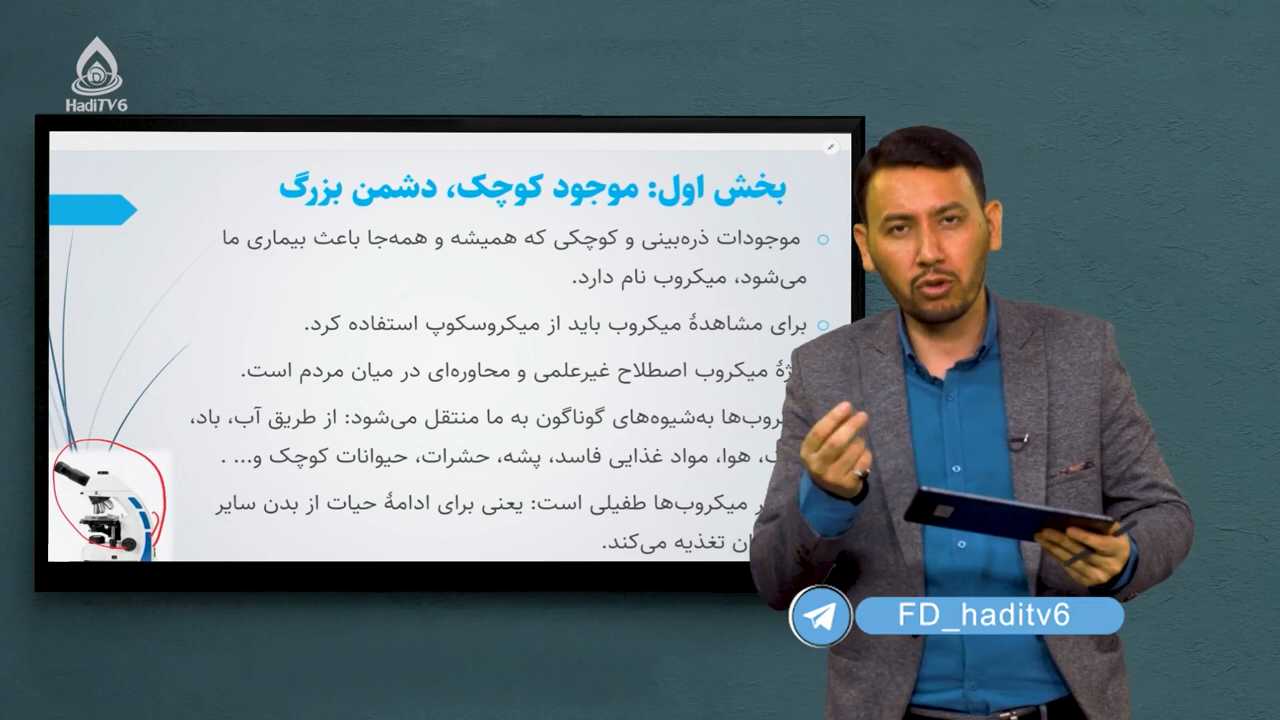 HadiTV6
بخش اول: موجود کوچک، دشمن بزرگ
موجودات ذره‌بینی و کوچکی که همیشه و همه‌جا باعث بیماری ما
می‌شود، میکروب نام دارد.
برای مشاهدهٔ میکروب باید از میکروسکوپ استفاده کرد.
میکروب اصطلاح غیرعلمی و محاوره‌ای در میان مردم است.
به‌شیوه‌های گوناگون به ما منتقل می‌شود: از طریق آب، باد،
هوا، مواد غذایی فاسد، پشه، حشرات، حیوانات کوچک و... .
میکروب‌ها طفیلی است: یعنی برای ادامهٔ حیات از بدن سایر
تغذیه می‌کند.
FD_haditv6